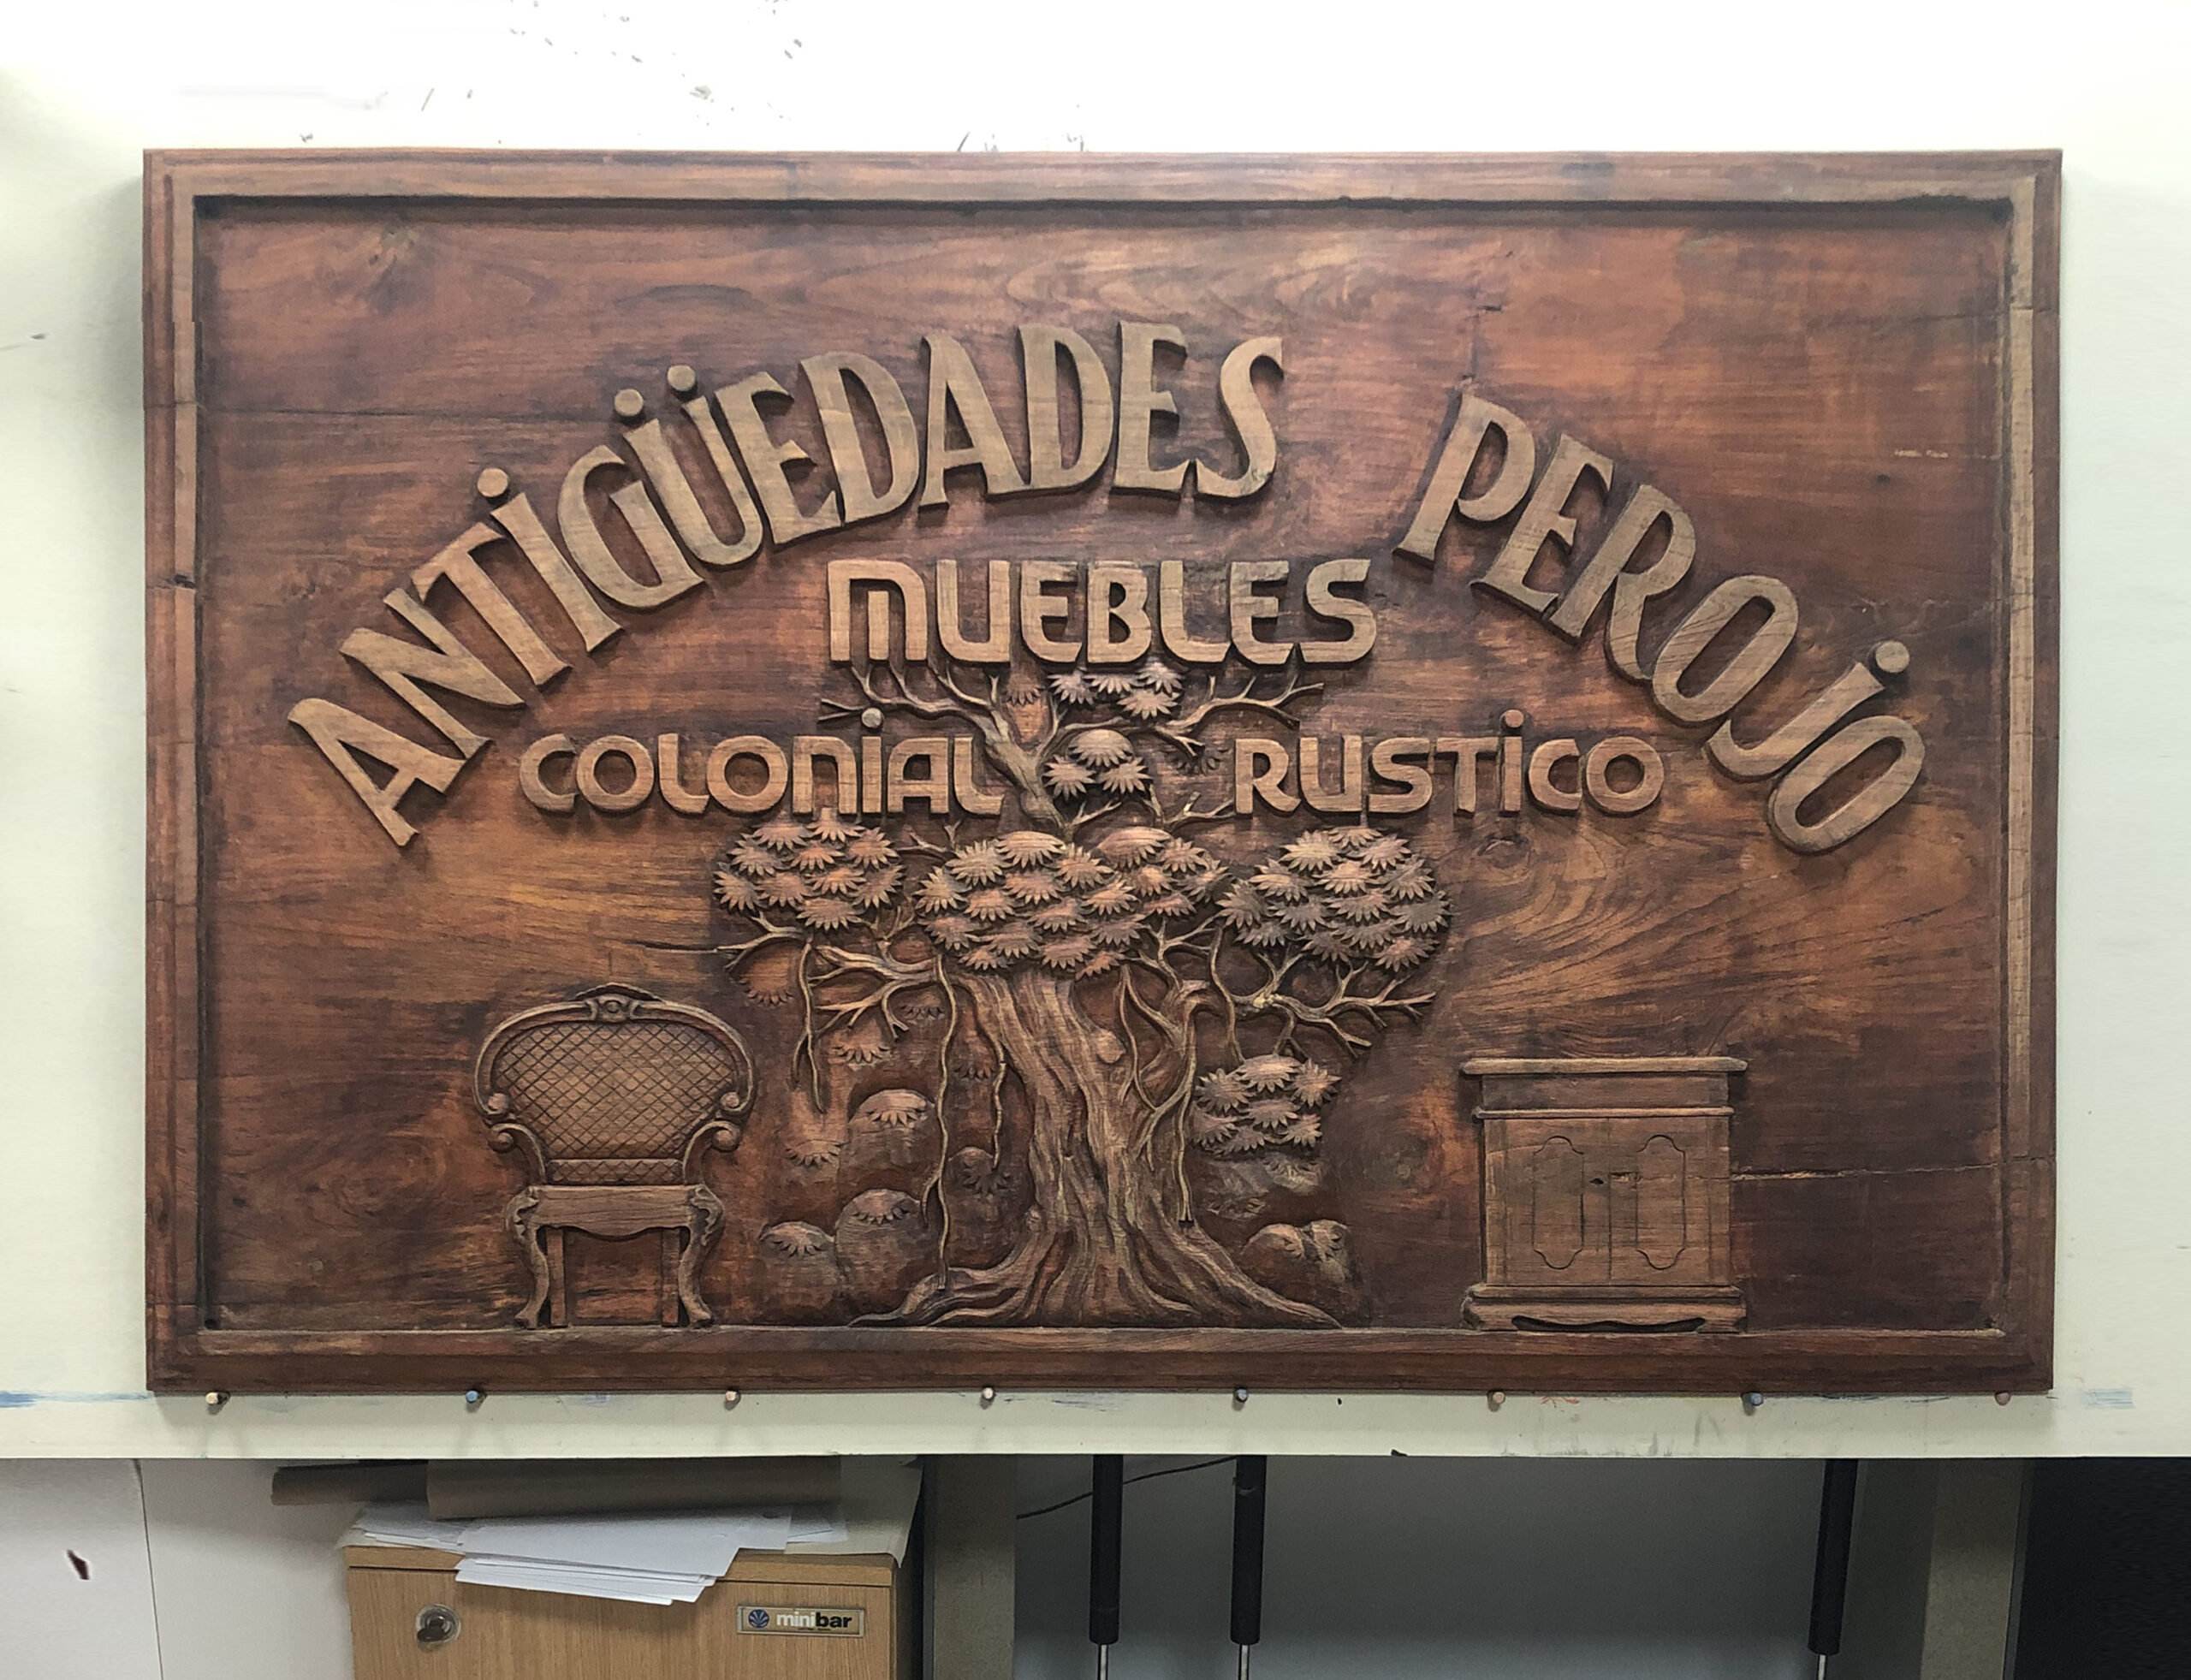 ANTIGÜEDADES PEROJO
MUEBLES
COLONIAL RUSTICO
minibar